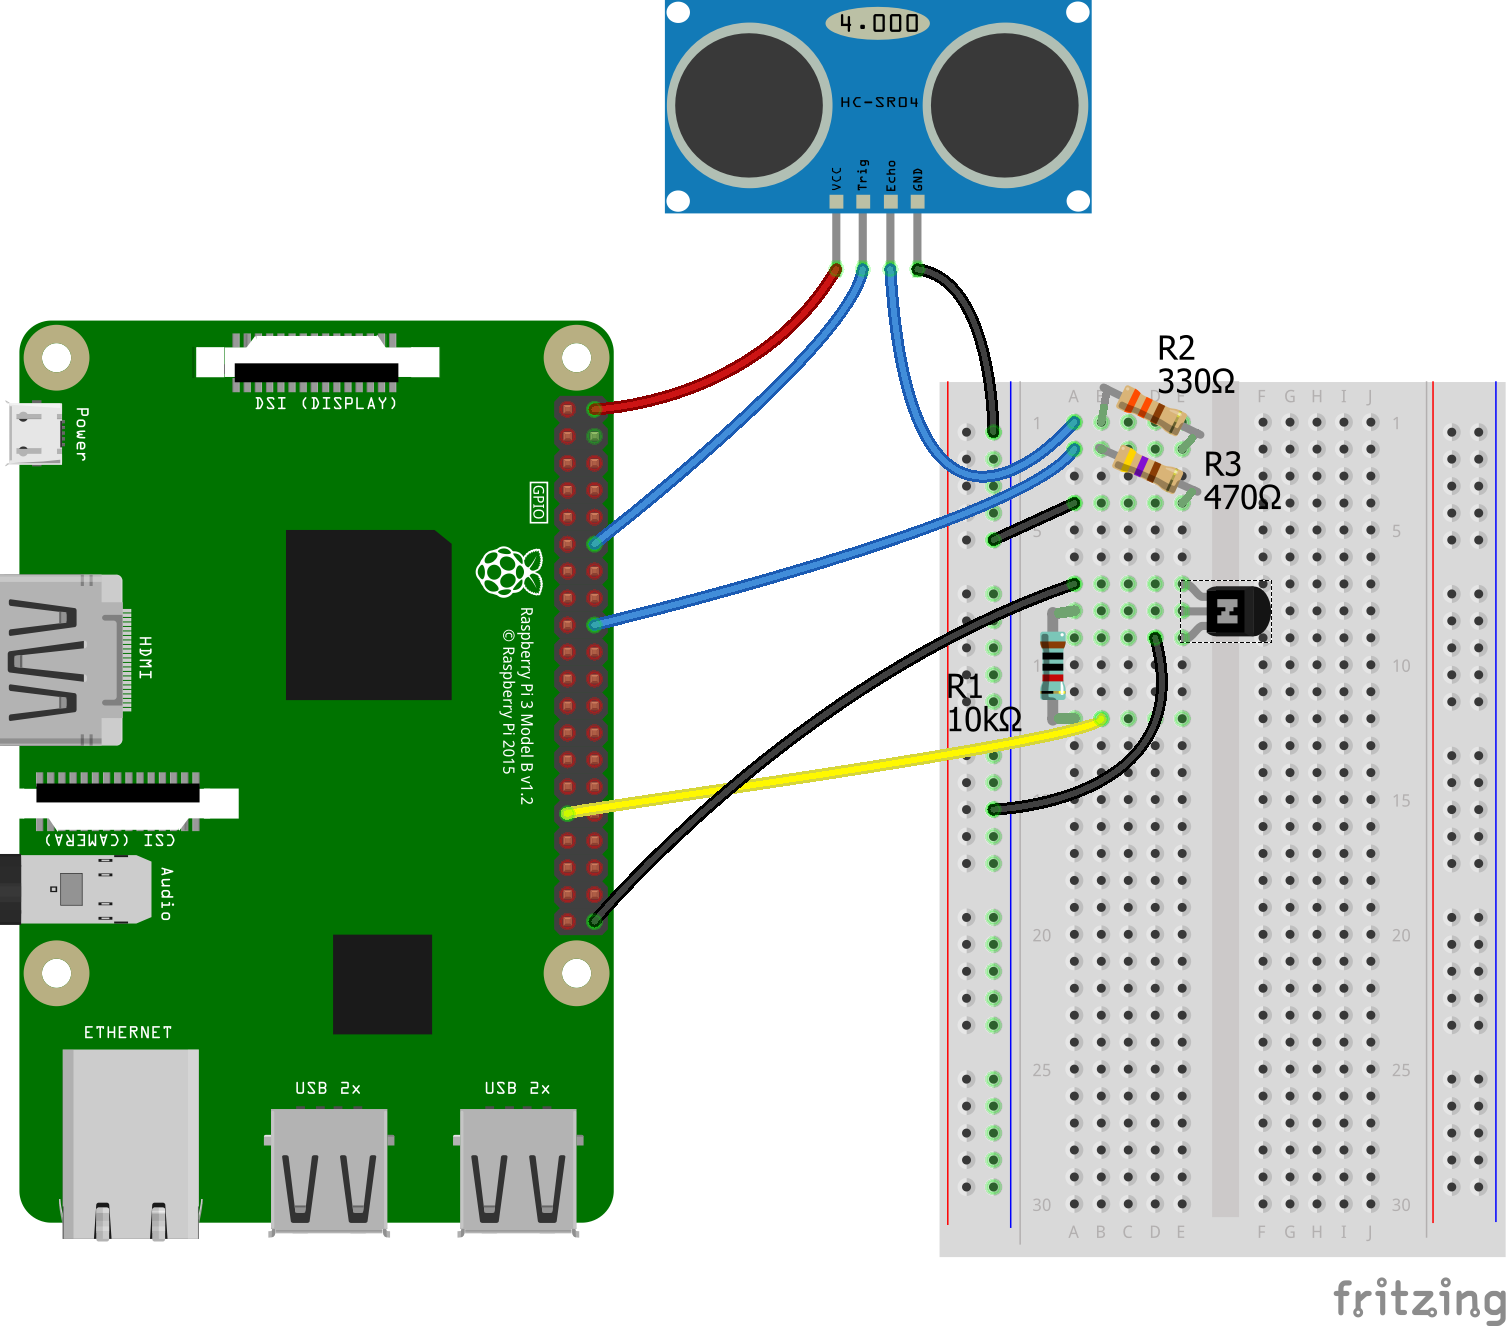 4.000
HC-SR04
VCC
Trig
Echo
GND
R2
330Ω
DSI (DISPLAY)
Power
A B C D E F G H I J
1 1
R3
470Ω
GPIO
5 5
HDMI
Raspberry Pi 3 Model B v1.2
© Raspberry Pi 2015
N
10 10
R1
10kΩ
15 15
CSI (CAMERA)
Audio
20 20
ETHERNET
25 25
USB 2x USB 2x
30 30
A B C D E F G H I J
fritzing